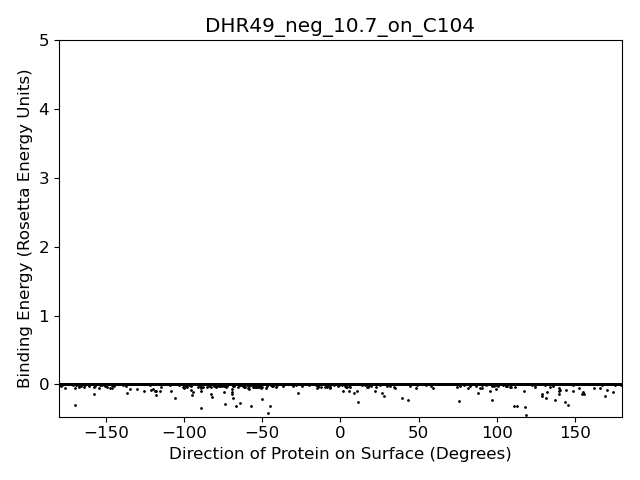 DHR49_neg_10.7_on_C104
Binding Energy (Rosetta Energy Units)
5
4
3
2
1
0
−150 −100 −50 0 50 100 150
Direction of Protein on Surface (Degrees)